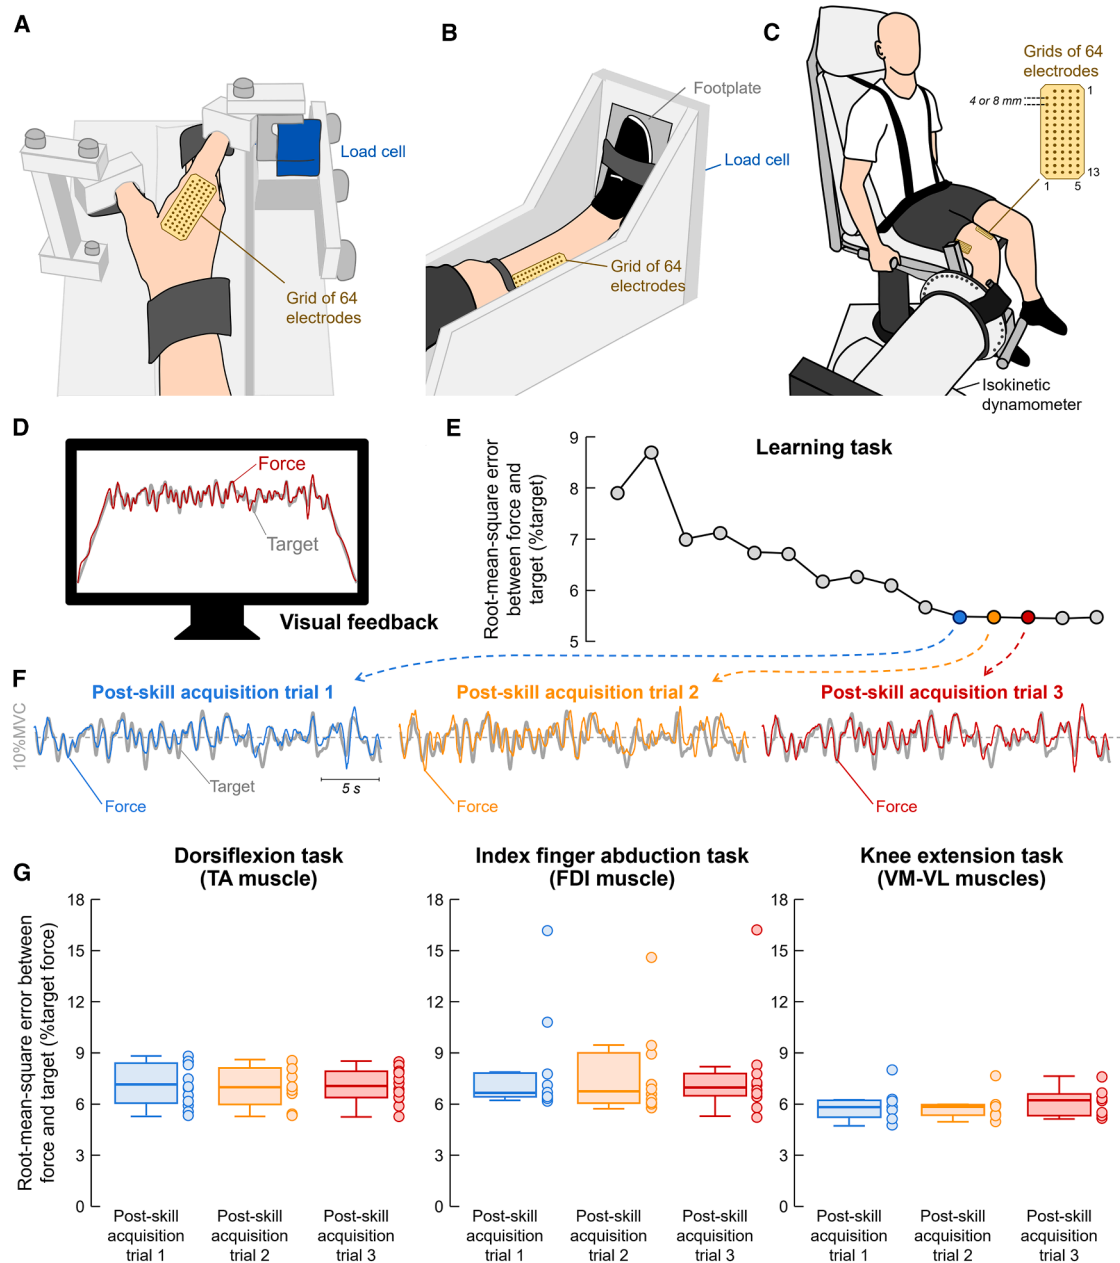 A
Load cell
Grid of 64
electrodes
B
Footplate
Load cell
Grid of 64
electrodes
C
Grids of 64
electrodes
4 or 8 mm
1
13
1 5
Isokinetic
dynamometer
D
Force
Target
Visual feedback
E
Learning task
Root-mean-square error
between force and
target (%target)
9
8
7
6
5
F
Post-skill acquisition trial 1
Post-skill acquisition trial 2
Post-skill acquisition trial 3
10%MVC
Target
5 s
Force
Force
Force
G
Dorsiflexion task
(TA muscle)
Index finger abduction task
(FDI muscle)
Knee extension task
(VM-VL muscles)
Root-mean-square error between
force and target (%target force)
18
15
12
9
6
3
0
Post-skill
acquisition
trial 1
Post-skill
acquisition
trial 2
Post-skill
acquisition
trial 3
18
15
12
9
6
3
0
Post-skill
acquisition
trial 1
Post-skill
acquisition
trial 2
Post-skill
acquisition
trial 3
18
15
12
9
6
3
0
Post-skill
acquisition
trial 1
Post-skill
acquisition
trial 2
Post-skill
acquisition
trial 3